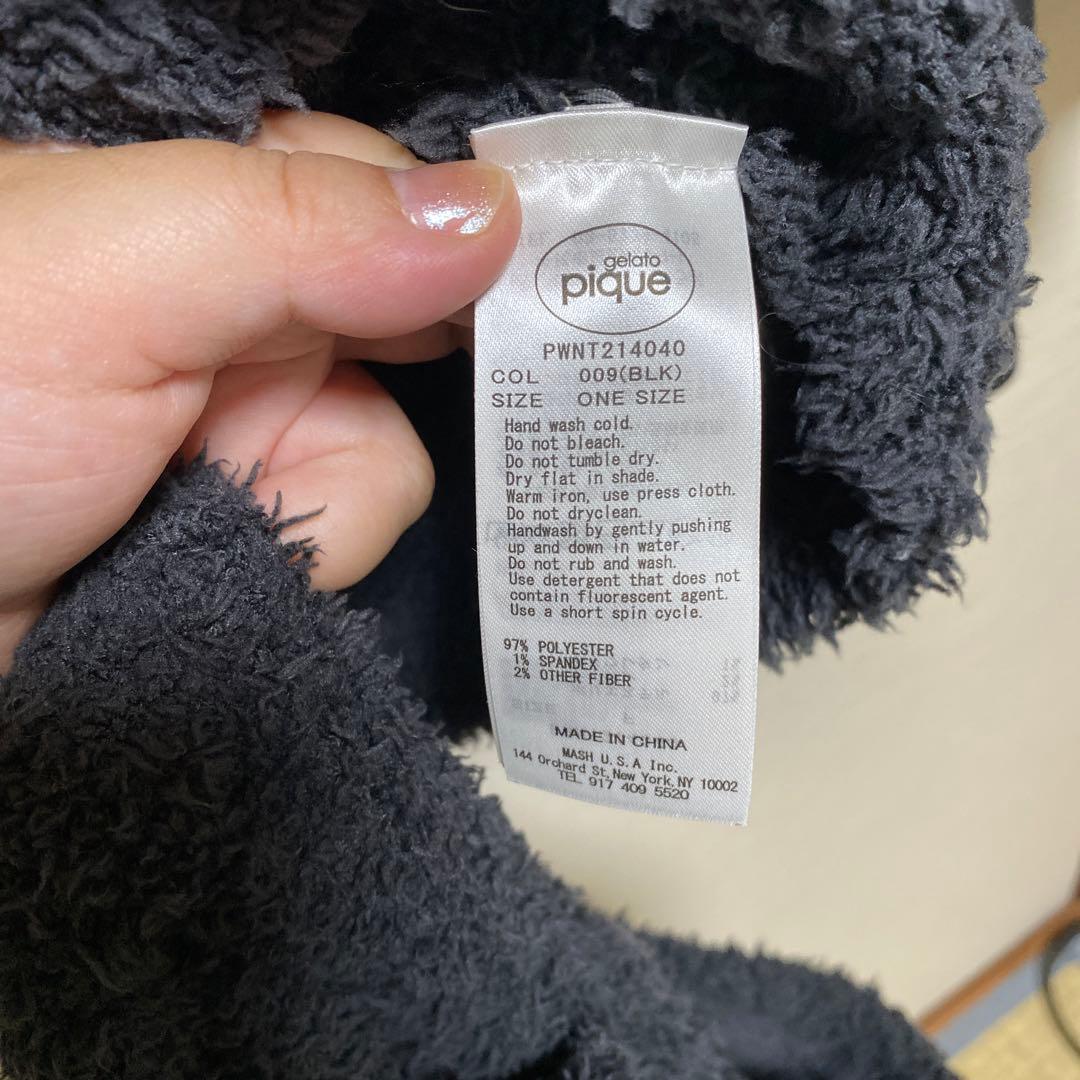 gelato
pique
PWNT214040
COL 009(BLK)
SIZE ONE SIZE
Hand wash cold.
Do not bleach.
Do not tumble dry.
Dry flat in shade.
Warm iron, use press cloth.
Do not dryclean.
Handwash by gently pushing
up and down in water.
Do not rub and wash.
Use detergent that does not
contain fluorescent agent.
Use a short spin cycle.
97% POLYESTER
1% SPANDEX
2% OTHER FIBER
MADE IN CHINA
MASH U.S.A Inc.
144 Orchard St, New York, NY 10002
TEL 917 409 5520